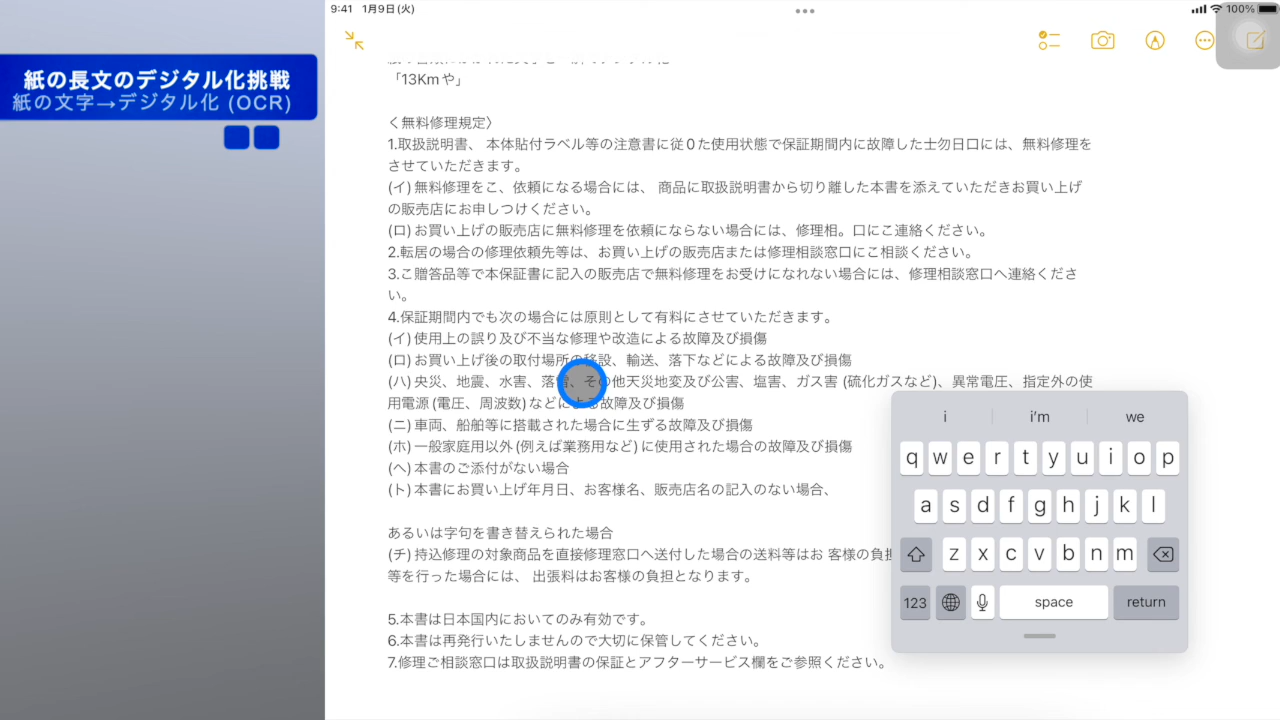 9:41 1月9日(火)
100%
紙の長文のデジタル化挑戦
紙の文字→デジタル化 (OCR)
「13Kmや」
〈無料修理規定〉
1.取扱説明書、 本体貼付ラベル等の注意書に従0た使用状態で保証期間内に故障した士勿日口には、無料修理を
させていただきます。
(イ) 無料修理をこ、依頼になる場合には、 商品に取扱説明書から切り離した本書を添えていただきお買い上げ
の販売店にお申しつけください。
(ロ) お買い上げの販売店に無料修理を依頼にならない場合には、修理相。口にこ連絡ください。
2.転居の場合の修理依頼先等は、お買い上げの販売店または修理相談窓口にこ相談ください。
3.こ贈答品等で本保証書に記入の販売店で無料修理をお受けになれない場合には、修理相談窓口へ連絡くださ
い。
4.保証期間内でも次の場合には原則として有料にさせていただきます。
(イ) 使用上の誤り及び不当な修理や改造による故障及び損傷
(ロ) お買い上げ後の取付場所の移設、輸送、落下などによる故障及び損傷
(ハ) 央災、地震、水害、落雷、その他天災地変及び公害、塩害、ガス害 (硫化ガスなど)、異常電圧、指定外の使
用電源 (電圧、周波数) などによる故障及び損傷
(ニ) 車両、船舶等に搭載された場合に生ずる故障及び損傷
(ホ) 一般家庭用以外 (例えば業務用など) に使用された場合の故障及び損傷
(ヘ) 本書のご添付がない場合
(ト) 本書にお買い上げ年月日、お客様名、販売店名の記入のない場合、
あるいは字句を書き替えられた場合
(チ) 持込修理の対象商品を直接修理窓口へ送付した場合の送料等はお 客様の負
等を行った場合には、 出張料はお客様の負担となります。
5.本書は日本国内においてのみ有効です。
6.本書は再発行いたしませんので大切に保管してください。
7.修理ご相談窓口は取扱説明書の保証とアフターサービス欄をご参照ください。
i i'm we
q w e r t y u i o p
a s d f g h j k l
z x c v b n m
123 space return